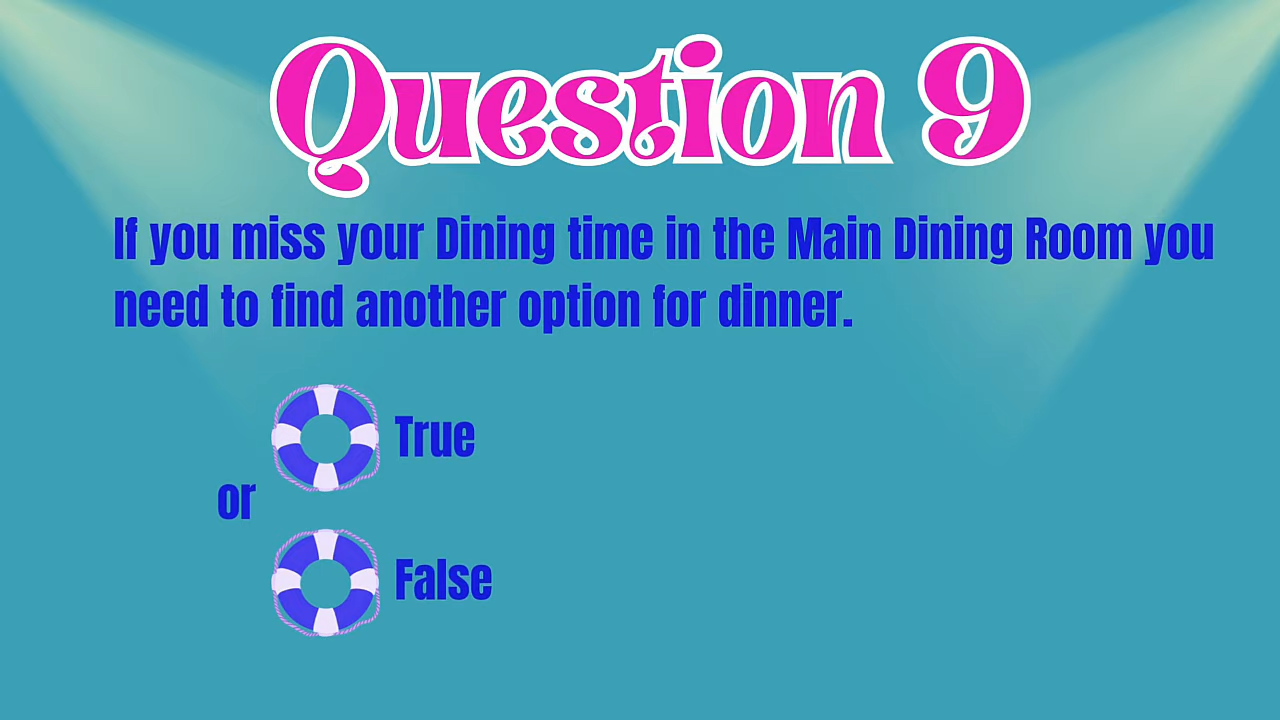 Question 9
If you miss your Dining time in the Main Dining Room you
need to find another option for dinner.
True
or
False